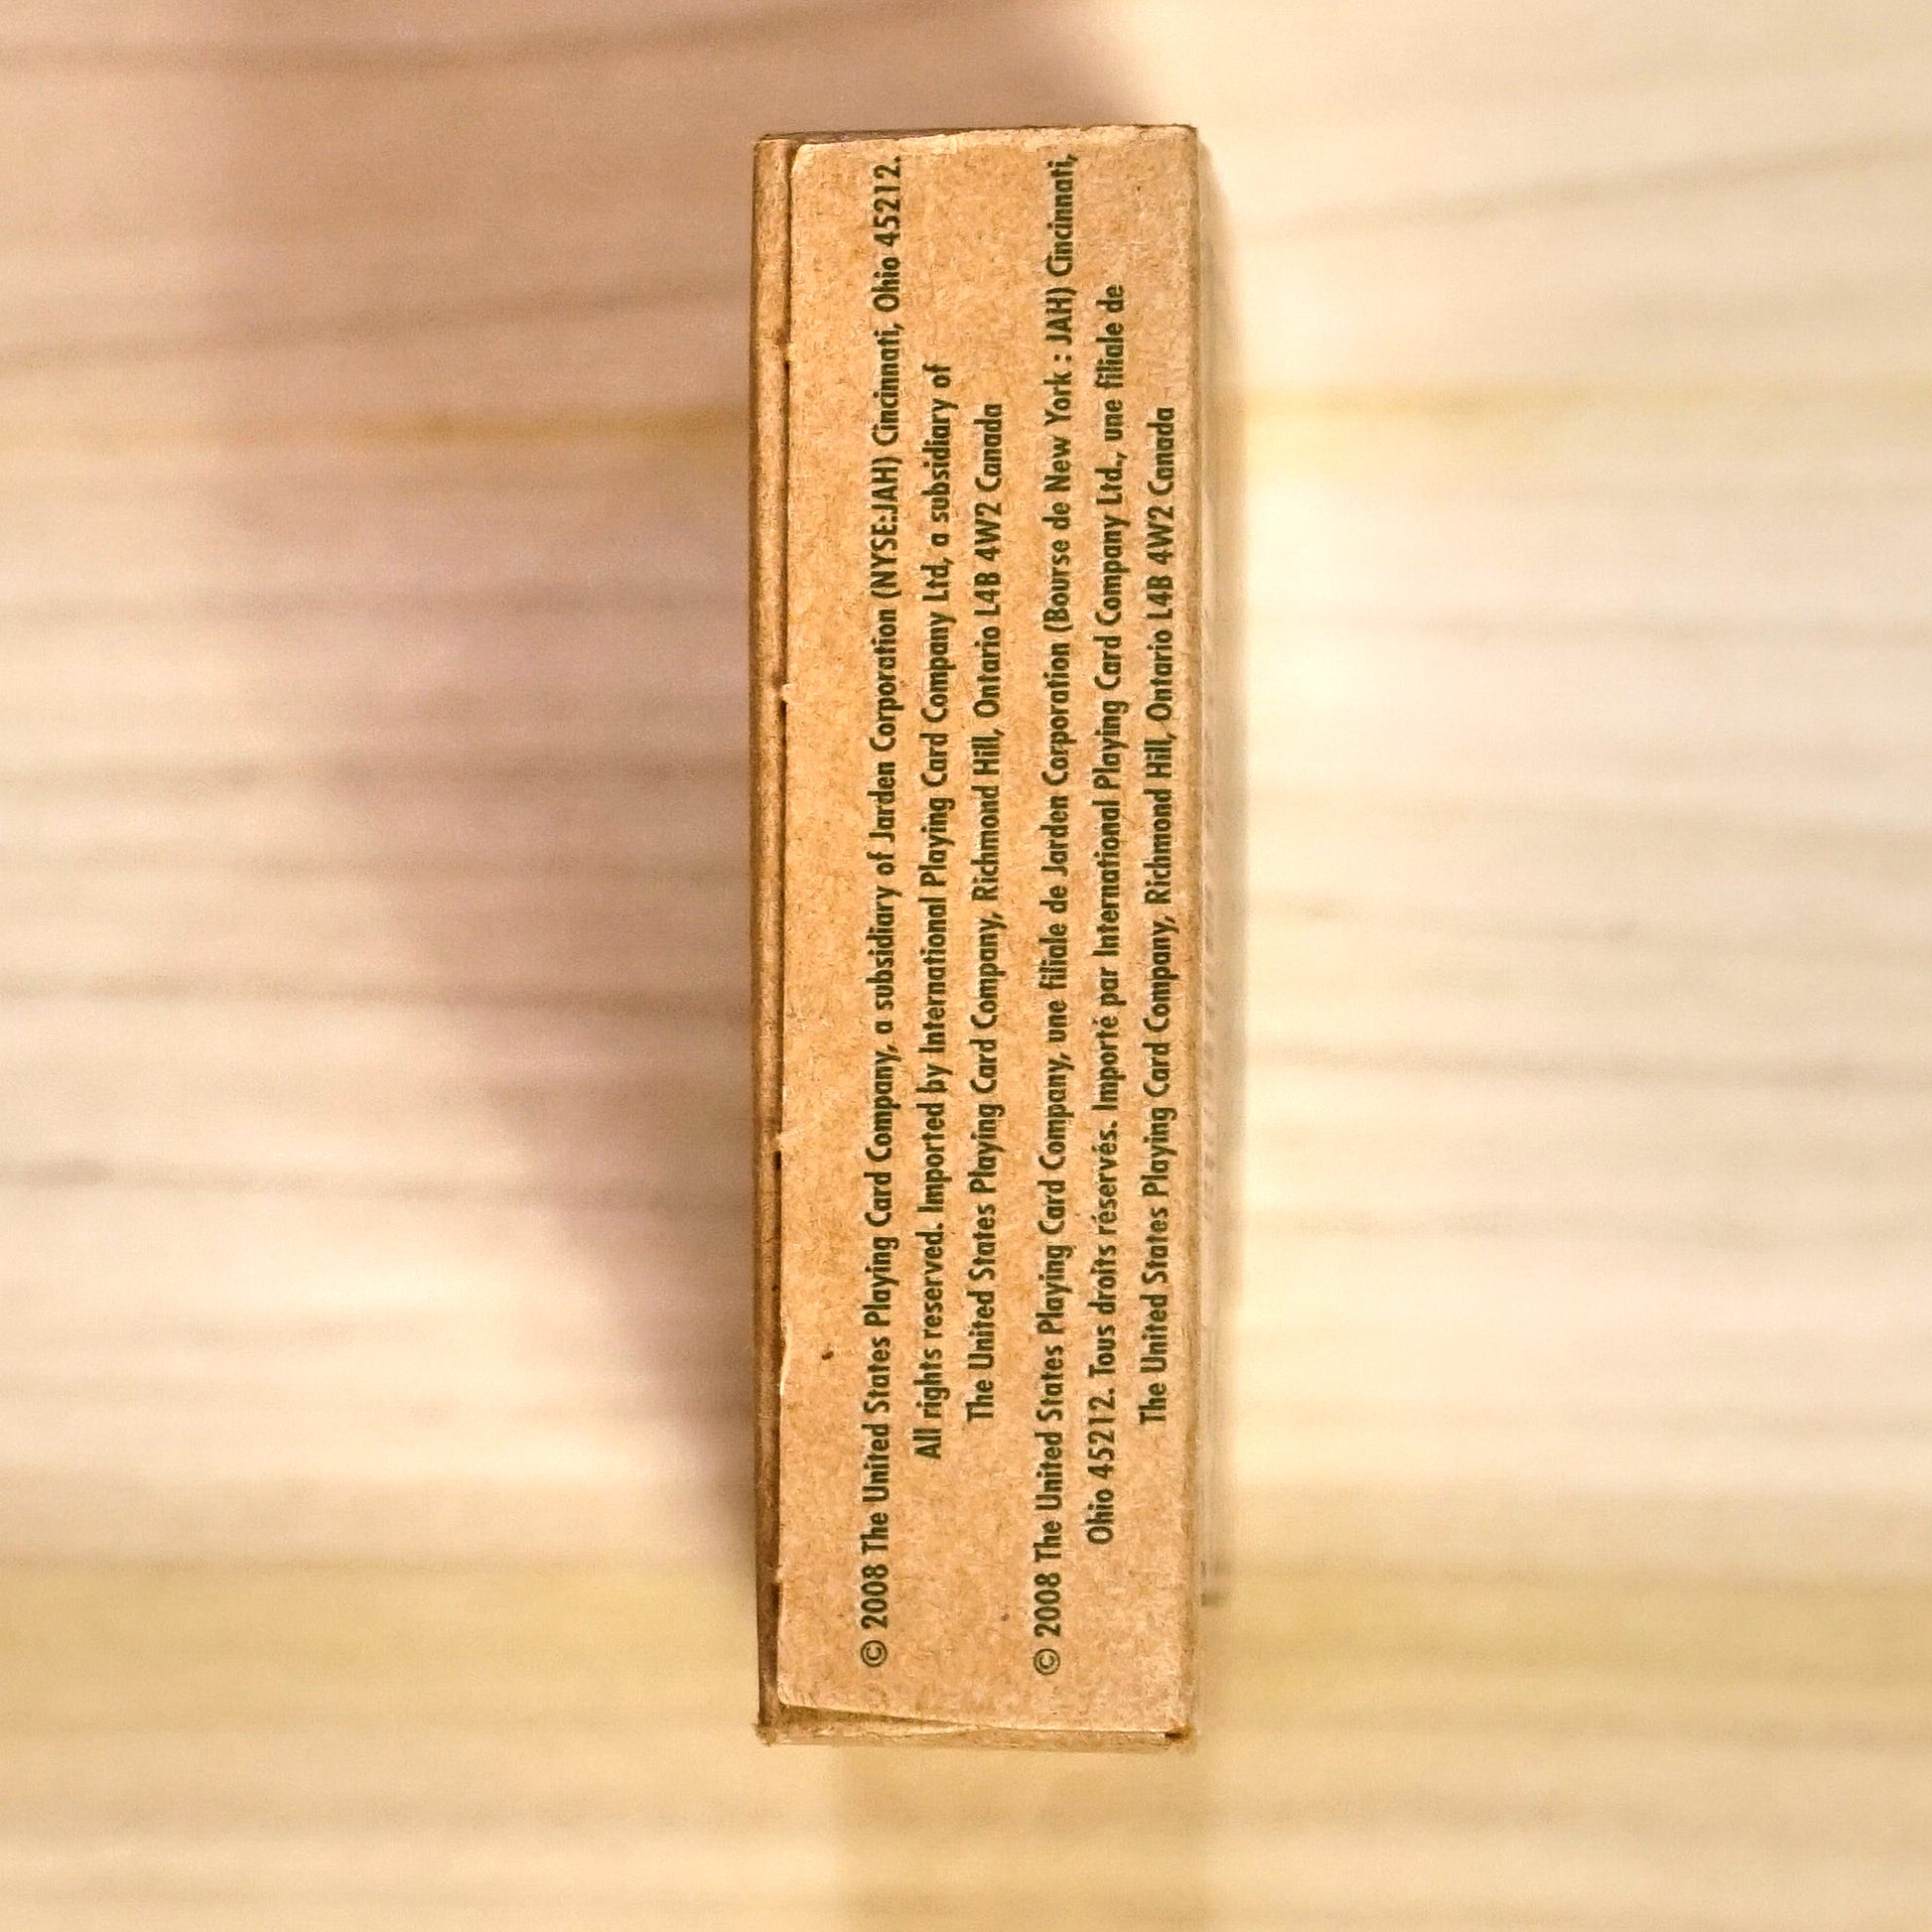 © 2008 The United States Playing Card Company, a subsidiary of Jarden Corporation (NYSE:JAH) Cincinnati, Ohio 45212.
All rights reserved. Imported by International Playing Card Company Ltd, a subsidiary of
The United States Playing Card Company, Richmond Hill, Ontario L4B 4W2 Canada
© 2008 The United States Playing Card Company, une filiale de Jarden Corporation (Bourse de New York : JAH) Cincinnati,
Ohio 45212. Tous droits réservés. Importé par International Playing Card Company Ltd., une filiale de
The United States Playing Card Company, Richmond Hill, Ontario L4B 4W2 Canada